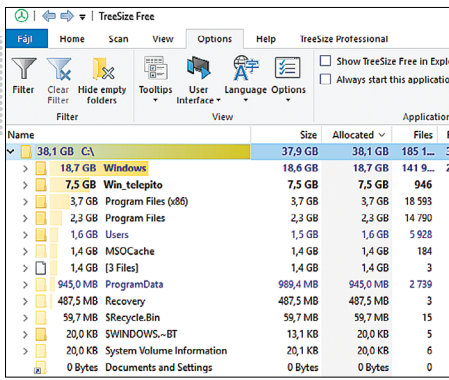 TreeSize Free
Fájl Home Scan View Options Help TreeSize Professional
Filter Clear Filter Hide empty folders Tooltips User Interface Language Options
Show TreeSize Free in Expl
Always start this applicatio
Filter View Application
Name Size Allocated Files
38,1 GB C:\ 37,9 GB 38,1 GB 185 1...
18,7 GB Windows 18,6 GB 18,7 GB 141 9...
7,5 GB Win_telepito 7,5 GB 7,5 GB 946
3,7 GB Program Files (x86) 3,7 GB 3,7 GB 18 593
2,3 GB Program Files 2,3 GB 2,3 GB 14 790
1,6 GB Users 1,5 GB 1,6 GB 5 928
1,4 GB MSOCache 1,4 GB 1,4 GB 184
1,4 GB [3 Files] 1,4 GB 1,4 GB 3
945,0 MB ProgramData 989,4 MB 945,0 MB 2 739
487,5 MB Recovery 487,5 MB 487,5 MB 3
59,7 MB $Recycle.Bin 59,7 MB 59,7 MB 15
20,0 KB $WINDOWS.~BT 13,1 KB 20,0 KB 5
20,0 KB System Volume Information 20,1 KB 20,0 KB 6
0 Bytes Documents and Settings 0 Bytes 0 Bytes 0